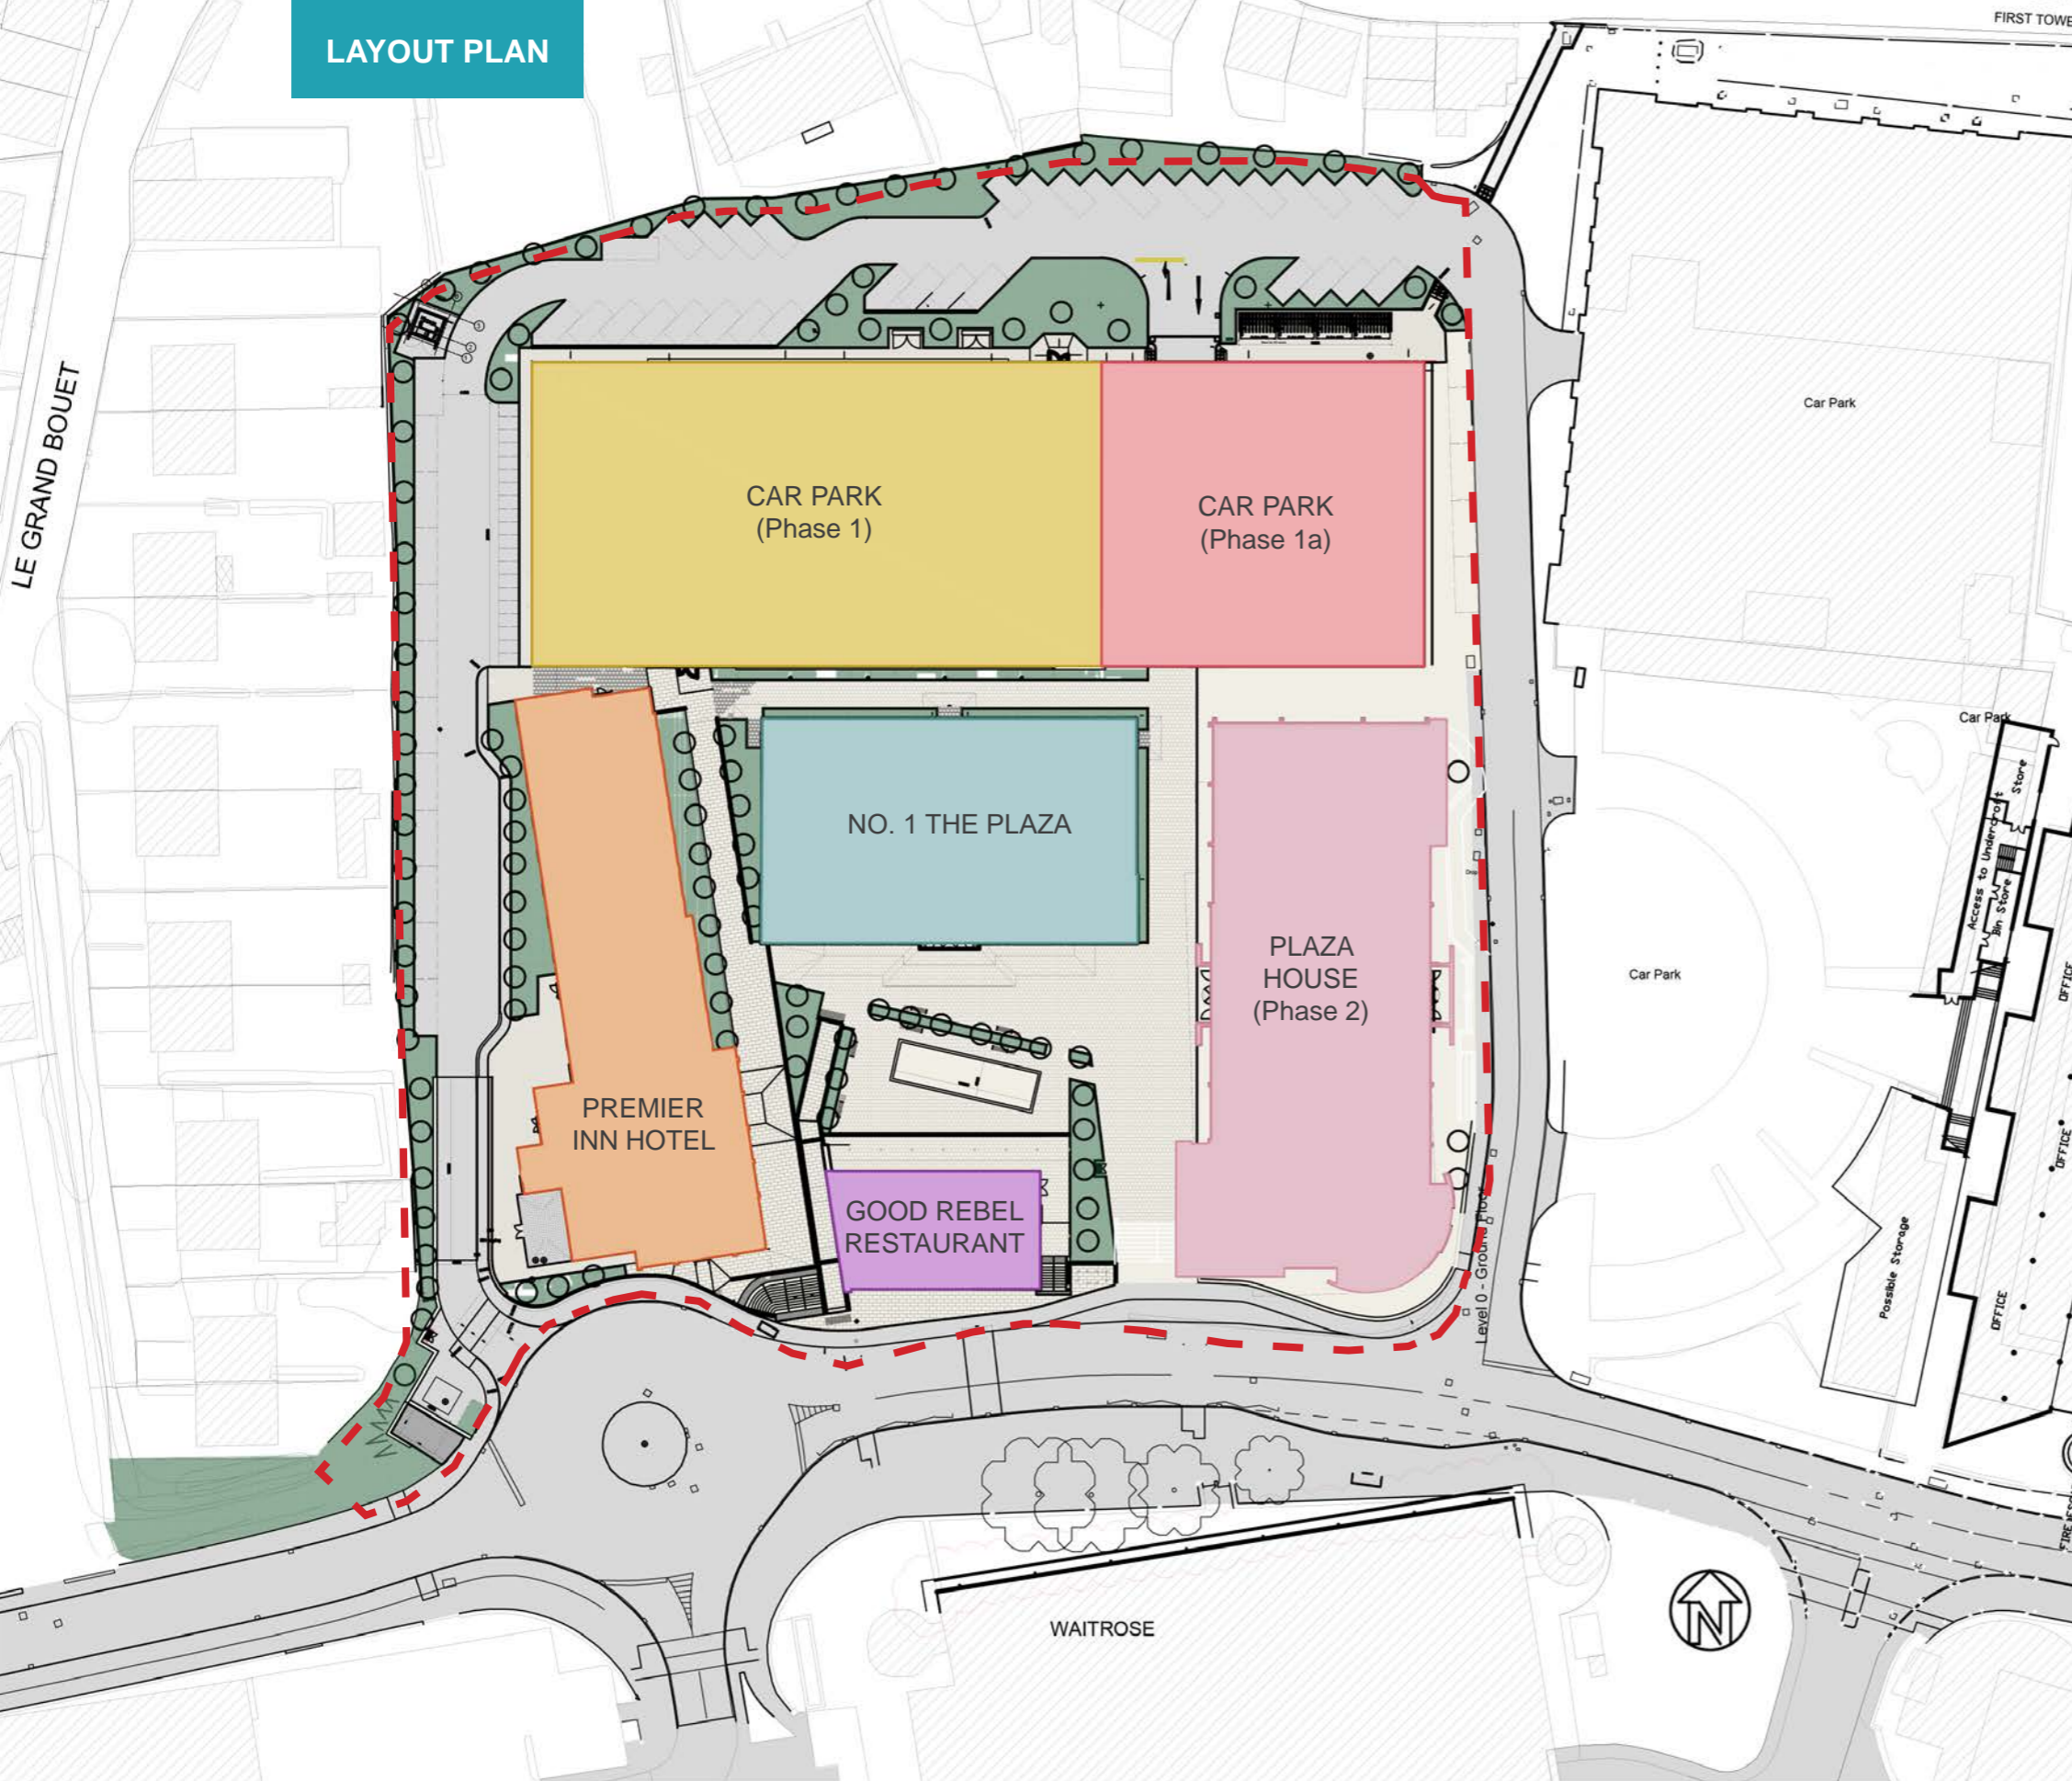 LAYOUT PLAN
FIRST TOWE
LE GRAND BOUET
CAR PARK
(Phase 1)
CAR PARK
(Phase 1a)
Car Park
Car Park
Store
Access to Undercroft
Bin Store
NO. 1 THE PLAZA
PLAZA
HOUSE
(Phase 2)
Car Park
OFFICE
PREMIER
INN HOTEL
OFFICE
GOOD REBEL
RESTAURANT
Level 0 - Ground Floor
Possible Storage
OFFICE
WAITROSE
N